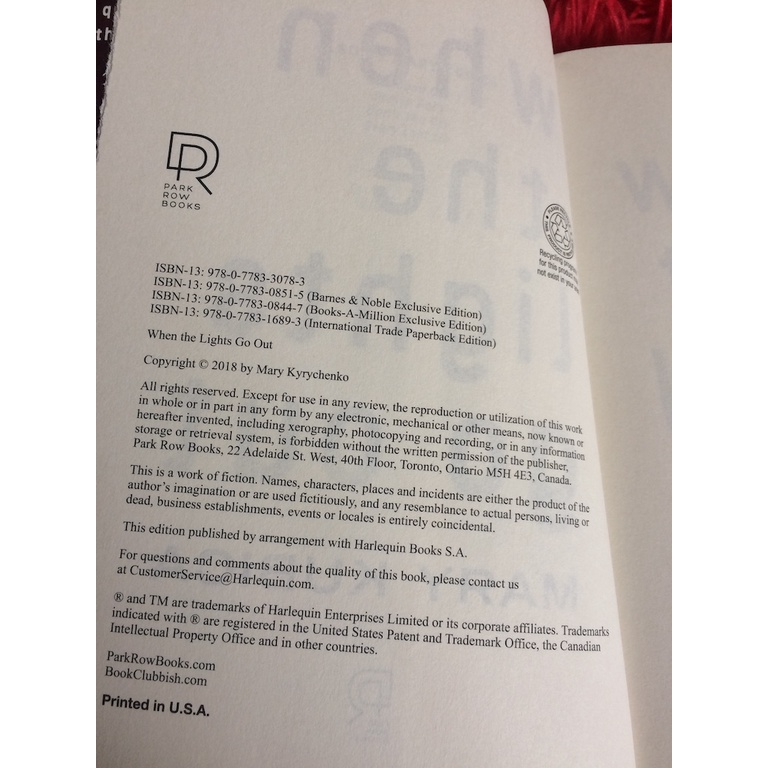 q
th
PARK
ROW
BOOKS
Recycling
for this product
not exist in your
ISBN-13: 978-0-7783-3078-3
ISBN-13: 978-0-7783-0851-5 (Barnes & Noble Exclusive Edition)
ISBN-13: 978-0-7783-0844-7 (Books-A-Million Exclusive Edition)
ISBN-13: 978-0-7783-1689-3 (International Trade Paperback Edition)
When the Lights Go Out
Copyright © 2018 by Mary Kyrychenko
All rights reserved. Except for use in any review, the reproduction or utilization of this work
in whole or in part in any form by any electronic, mechanical or other means, now known or
hereafter invented, including xerography, photocopying and recording, or in any information
storage or retrieval system, is forbidden without the written permission of the publisher,
Park Row Books, 22 Adelaide St. West, 40th Floor, Toronto, Ontario M5H 4E3, Canada.
This is a work of fiction. Names, characters, places and incidents are either the product of the
author's imagination or are used fictitiously, and any resemblance to actual persons, living or
dead, business establishments, events or locales is entirely coincidental.
This edition published by arrangement with Harlequin Books S.A.
For questions and comments about the quality of this book, please contact us
at CustomerService@Harlequin.com.
® and TM are trademarks of Harlequin Enterprises Limited or its corporate affiliates. Trademarks
indicated with ® are registered in the United States Patent and Trademark Office, the Canadian
Intellectual Property Office and in other countries.
ParkRowBooks.com
BookClubbish.com
Printed in U.S.A.